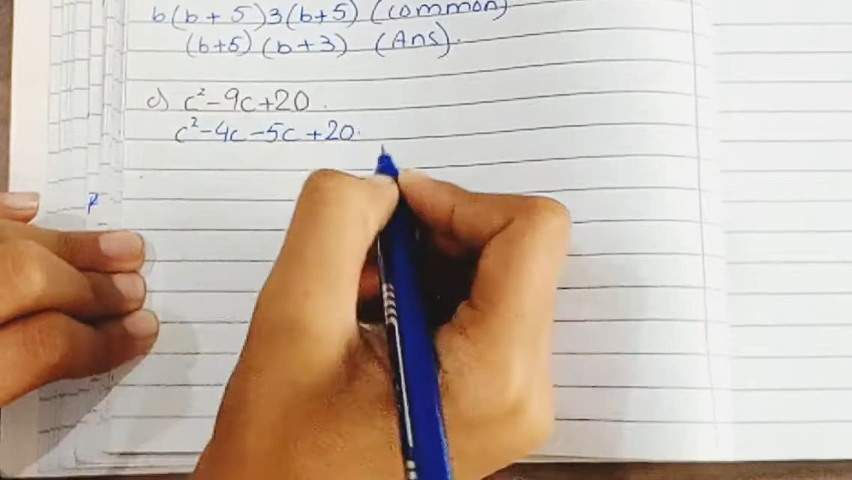 b(b + 5)3(b+5) (common)
(b+5) (b+3) (Ans).
c) c²-9c+20.
c²-4c-5c+20.